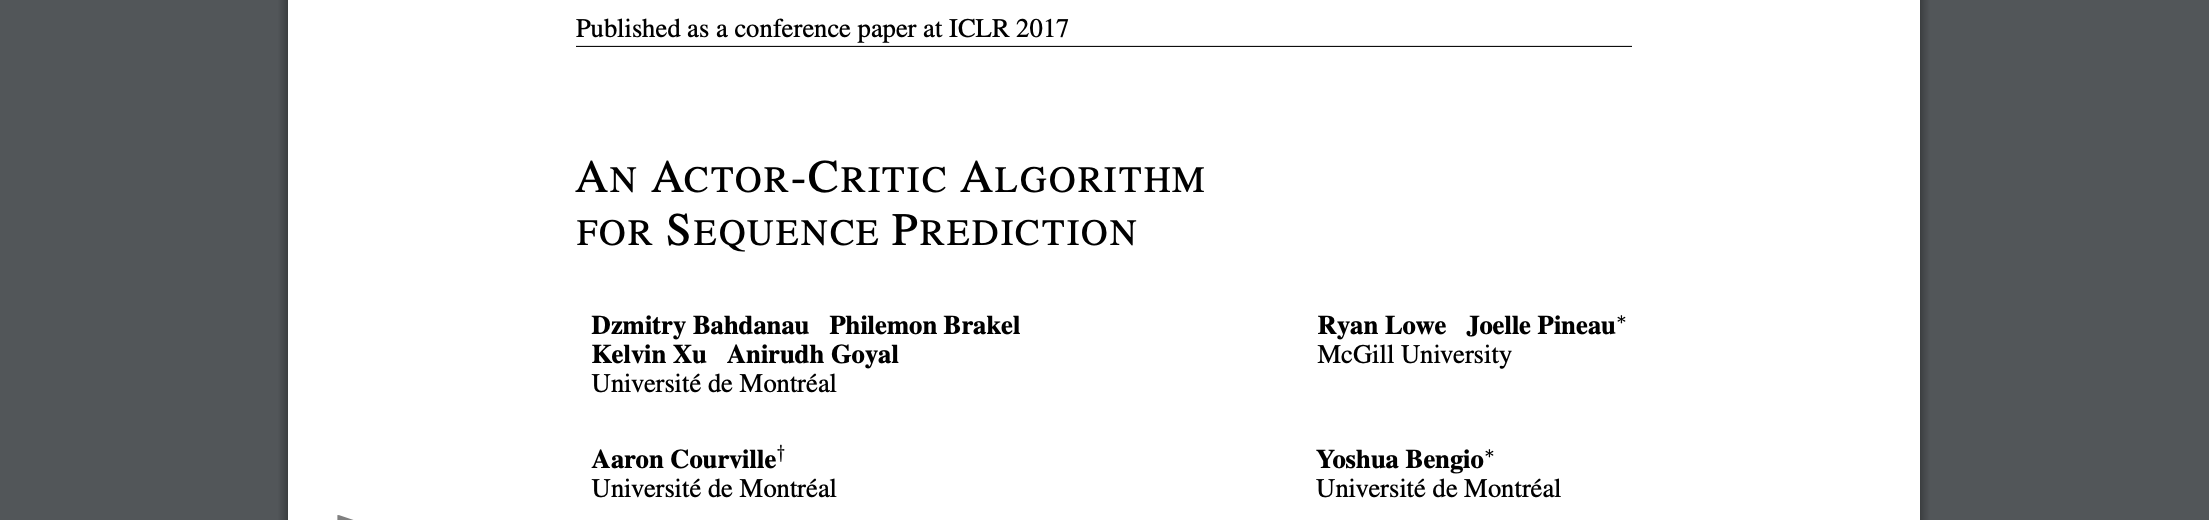 Published as a conference paper at ICLR 2017
AN ACTOR-CRITIC ALGORITHM
FOR SEQUENCE PREDICTION
Dzmitry Bahdanau Philemon Brakel
Kelvin Xu Anirudh Goyal
Université de Montréal
Ryan Lowe Joelle Pineau*
McGill University
Aaron Courville†
Université de Montréal
Yoshua Bengio*
Université de Montréal